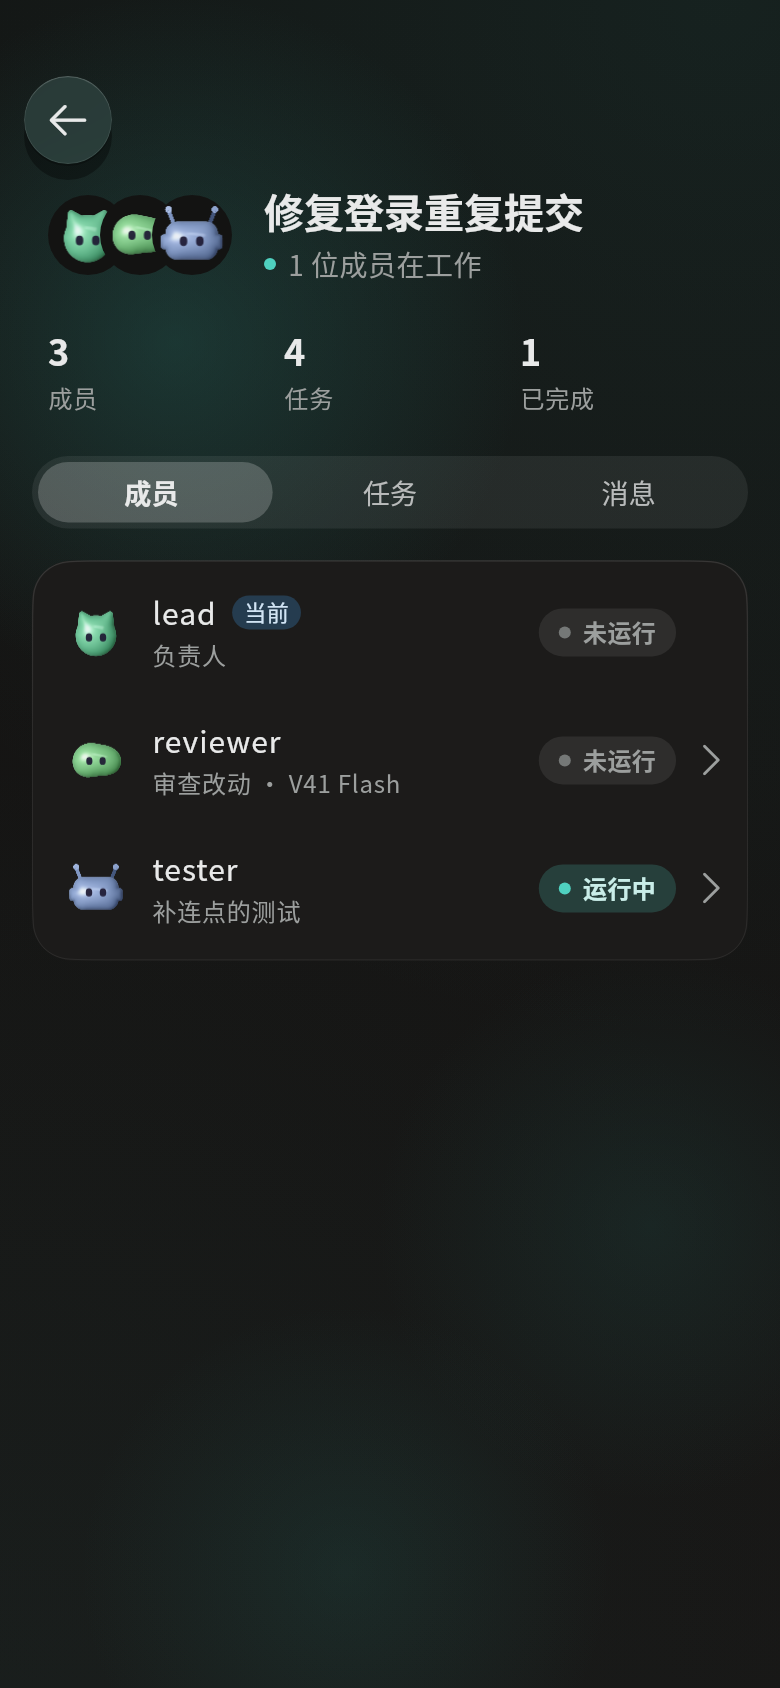 修复登录重复提交
1 位成员在工作
3
成员
4
任务
1
已完成
成员
任务
消息
lead 当前
负责人
未运行
reviewer
审查改动 · V41 Flash
未运行
tester
补连点的测试
运行中